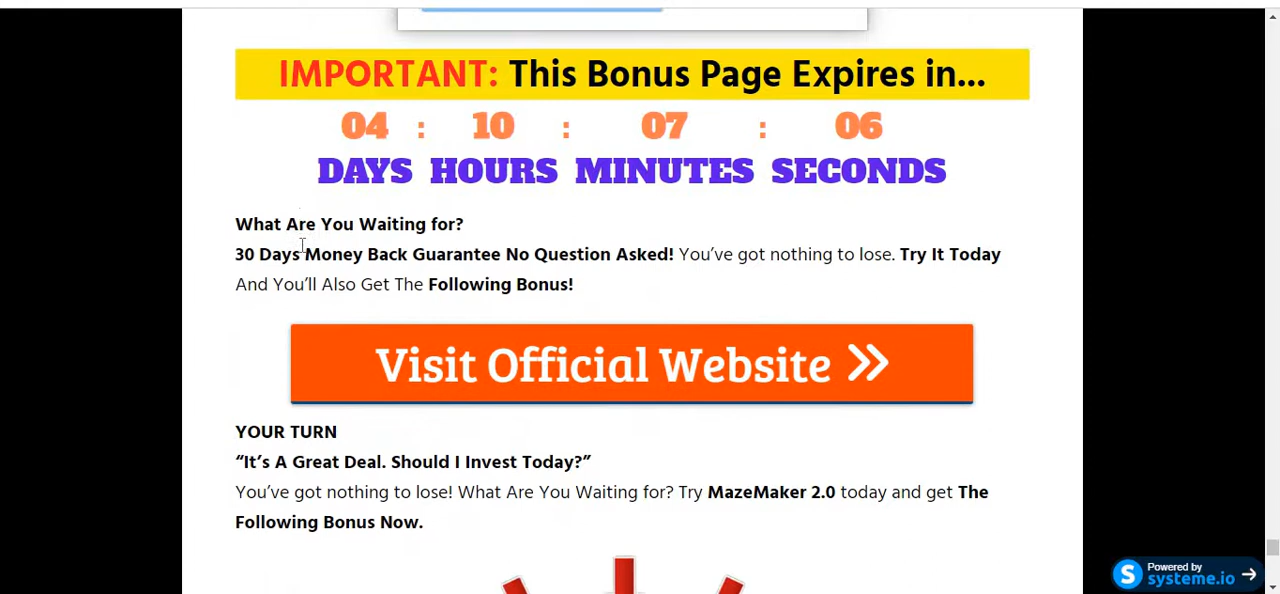 IMPORTANT: This Bonus Page Expires in...
04 : 10 : 07 : 06
DAYS HOURS MINUTES SECONDS
What Are You Waiting for?
30 Days Money Back Guarantee No Question Asked! You’ve got nothing to lose. Try It Today
And You’ll Also Get The Following Bonus!
Visit Official Website »
YOUR TURN
“It’s A Great Deal. Should I Invest Today?”
You’ve got nothing to lose! What Are You Waiting for? Try MazeMaker 2.0 today and get The
Following Bonus Now.
S
Powered by
systeme.io →